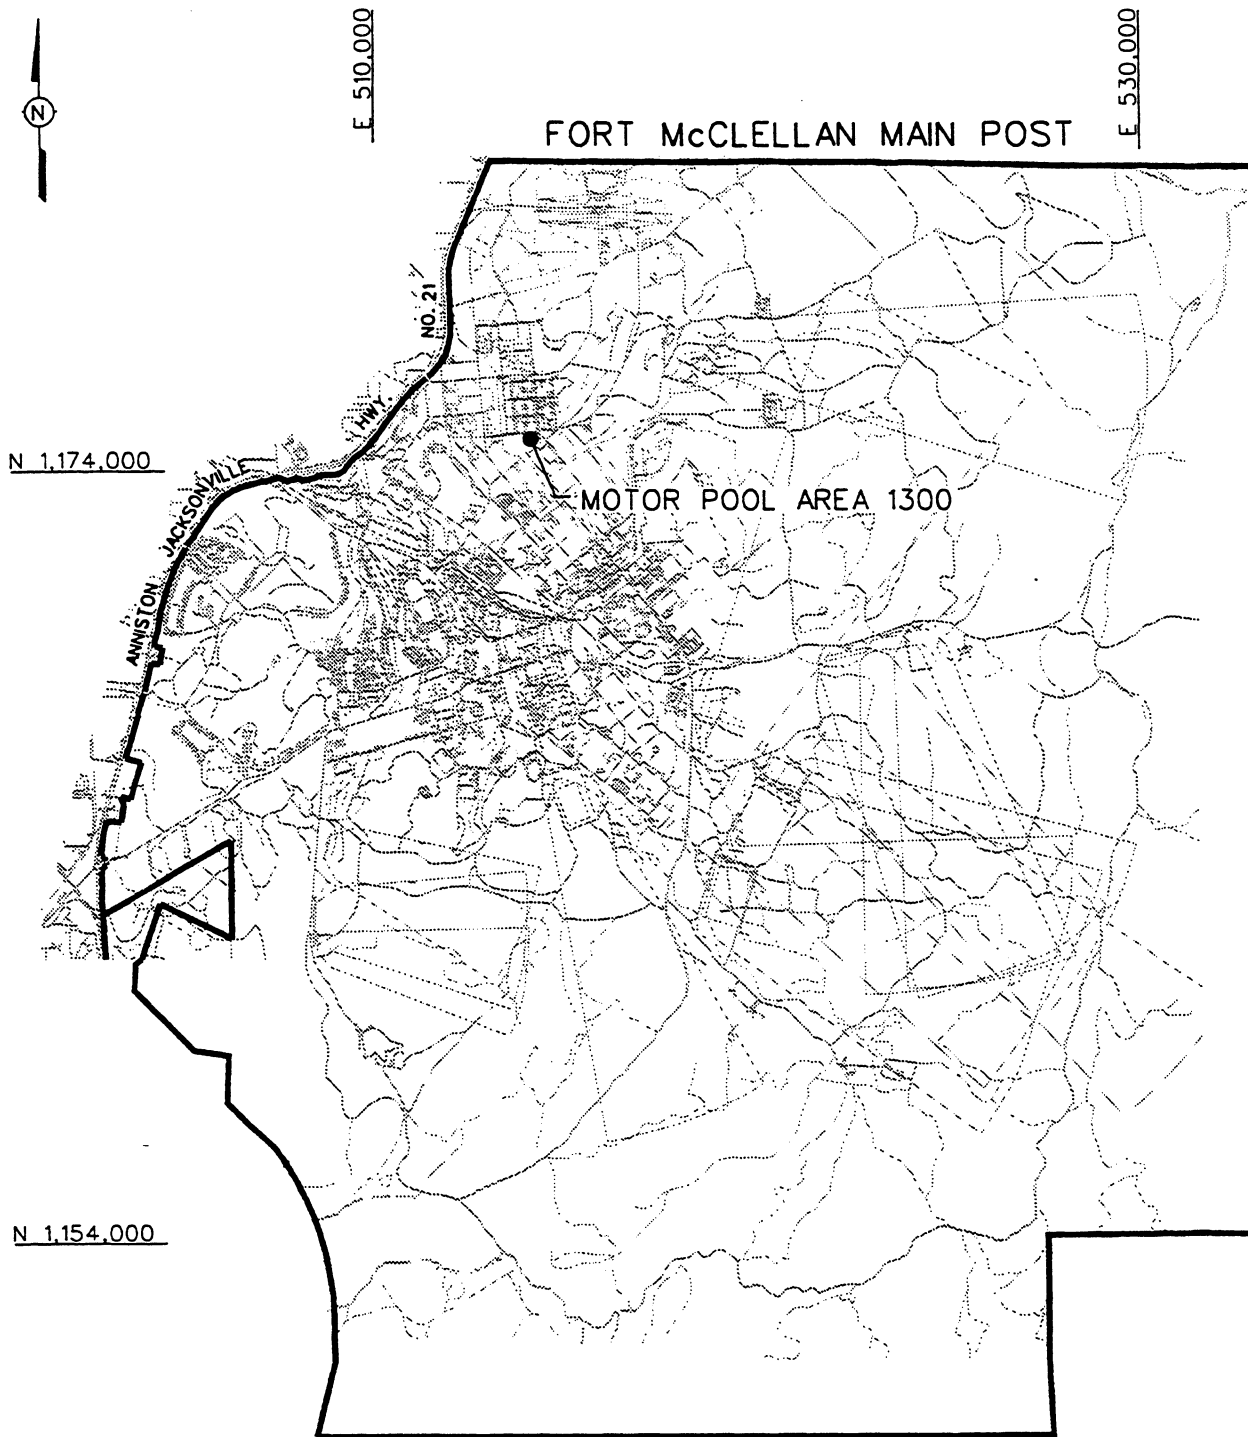 E 510,000
E 530,000
N
FORT McCLELLAN MAIN POST
NO. 21
HWY.
N 1,174,000
JACKSONVILLE
MOTOR POOL AREA 1300
ANNISTON
N 1,154,000